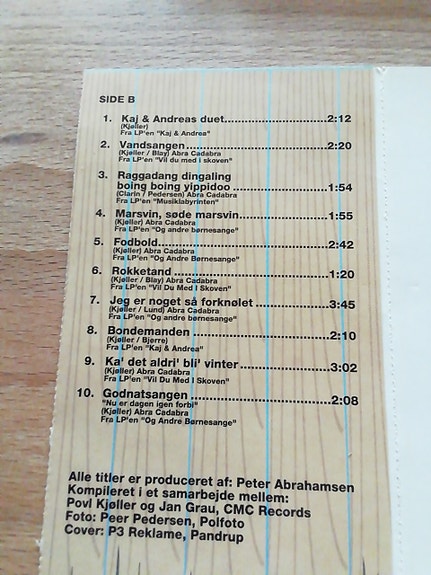 SIDE B
1. Kaj & Andreas duet..........2:12
(Kjøller)
Fra LP'en "Kaj & Andrea"
2. Vandsangen..........2:20
(Kjøller / Blay) Abra Cadabra
Fra LP'en "Vil du med i skoven"
3. Raggadang dingaling
boing boing yippidoo..........1:54
(Clarin / Pedersen) Abra Cadabra
Fra LP'en "Musiklabyrinten"
4. Marsvin, søde marsvin..........1:55
(Kjøller) Abra Cadabra
Fra LP'en "Og andre børnesange"
5. Fodbold..........2:42
(Kjøller) Abra Cadabra
Fra LP'en "Og Andre Børnesange"
6. Rokketand..........1:20
(Kjøller / Blay) Abra Cadabra
Fra LP'en "Vil Du Med I Skoven"
7. Jeg er noget så forknølet..........3:45
(Kjøller / Lund) Abra Cadabra
Fra LP'en "Og andre børnesange"
8. Bondemanden..........2:10
(Kjøller / Bjerre)
Fra LP'en "Kaj & Andrea"
9. Ka' det aldri' bli' vinter..........3:02
(Kjøller) Abra Cadabra
Fra LP'en "Vil Du Med I Skoven"
10. Godnatsangen..........2:08
"Nu er dagen igen forbi"
(Kjøller) Abra Cadabra
Fra LP'en "Og Andre Børnesange"
Alle titler er produceret af: Peter Abrahamsen
Kompileret i et samarbejde mellem:
Povl Kjøller og Jan Grau, CMC Records
Foto: Peer Pedersen, Polfoto
Cover: P3 Reklame, Pandrup